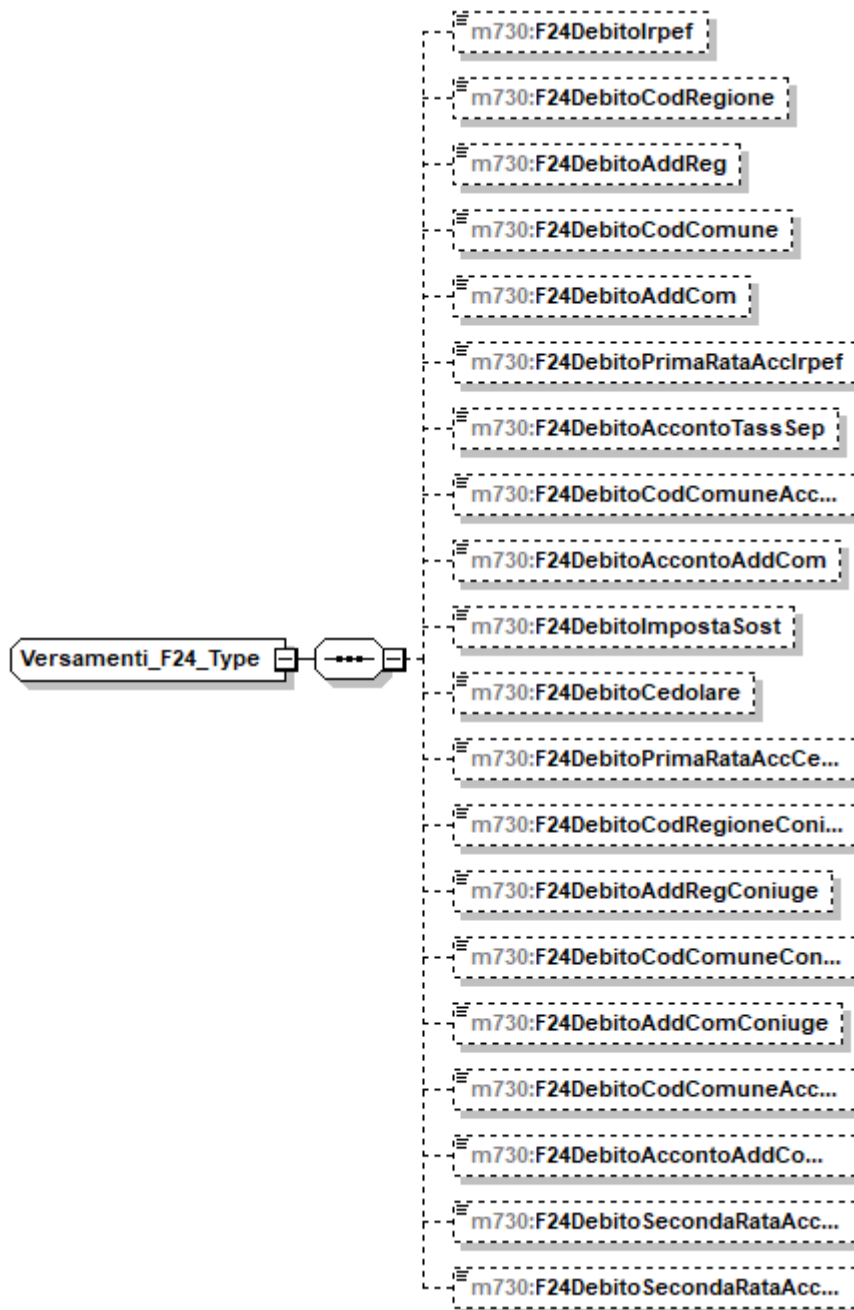 m730:F24DebitoIrpef
m730:F24DebitoCodRegione
m730:F24DebitoAddReg
m730:F24DebitoCodComune
m730:F24DebitoAddCom
m730:F24DebitoPrimaRataAccIrpef
m730:F24DebitoAccontoTassSep
m730:F24DebitoCodComuneAcc...
m730:F24DebitoAccontoAddCom
m730:F24DebitoImpostaSost
Versamenti_F24_Type
m730:F24DebitoCedolare
m730:F24DebitoPrimaRataAccCe...
m730:F24DebitoCodRegioneConi...
m730:F24DebitoAddRegConiuge
m730:F24DebitoCodComuneCon...
m730:F24DebitoAddComConiuge
m730:F24DebitoCodComuneAcc...
m730:F24DebitoAccontoAddCo...
m730:F24DebitoSecondaRataAcc...
m730:F24DebitoSecondaRataAcc...